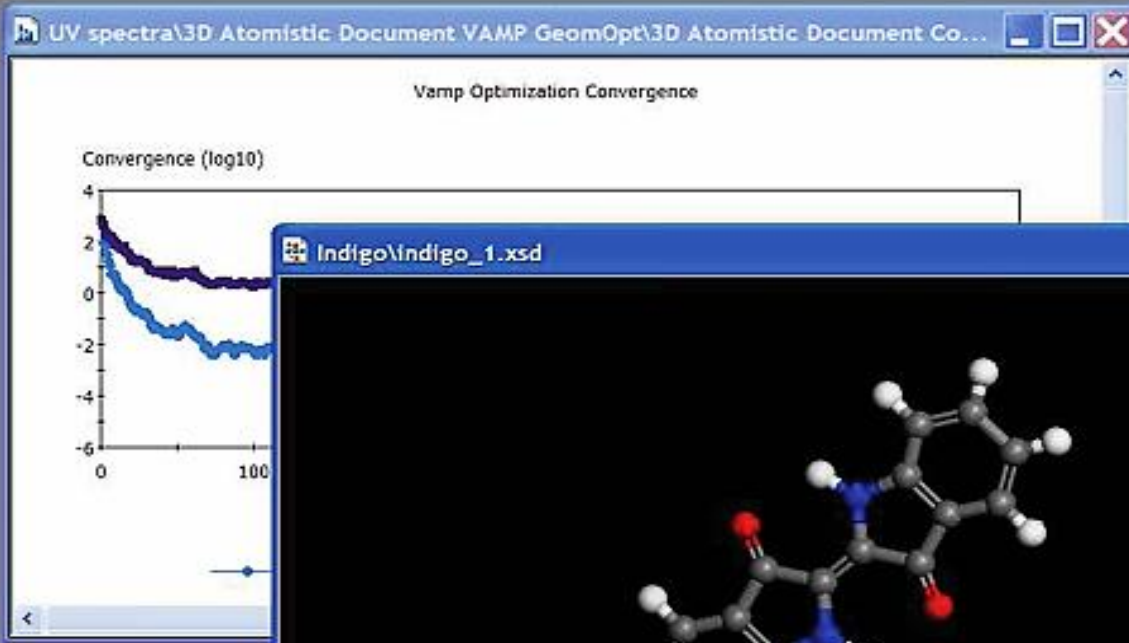 UV spectra\3D Atomistic Document VAMP GeomOpt\3D Atomistic Document Co...
Vamp Optimization Convergence
Convergence (log10)
4
2
0
-2
-4
-6
0 100
Indigo\indigo_1.xsd